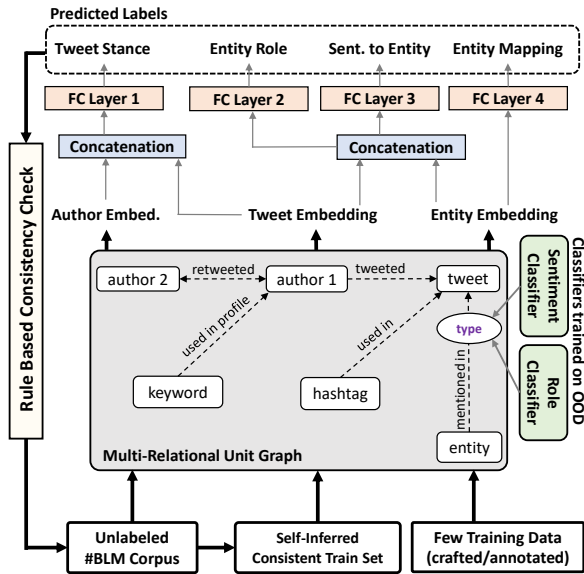 Predicted Labels
Tweet Stance
Entity Role
Sent. to Entity
Entity Mapping
FC Layer 1
FC Layer 2
FC Layer 3
FC Layer 4
Concatenation
Concatenation
Author Embed.
Tweet Embedding
Entity Embedding
Rule Based Consistency Check
author 2
retweeted
author 1
tweeted
tweet
used in profile
used in
type
mentioned in
keyword
hashtag
entity
Multi-Relational Unit Graph
Sentiment
Classifier
Role
Classifier
Classifiers trained on OOD
Unlabeled
#BLM Corpus
Self-Inferred
Consistent Train Set
Few Training Data
(crafted/annotated)